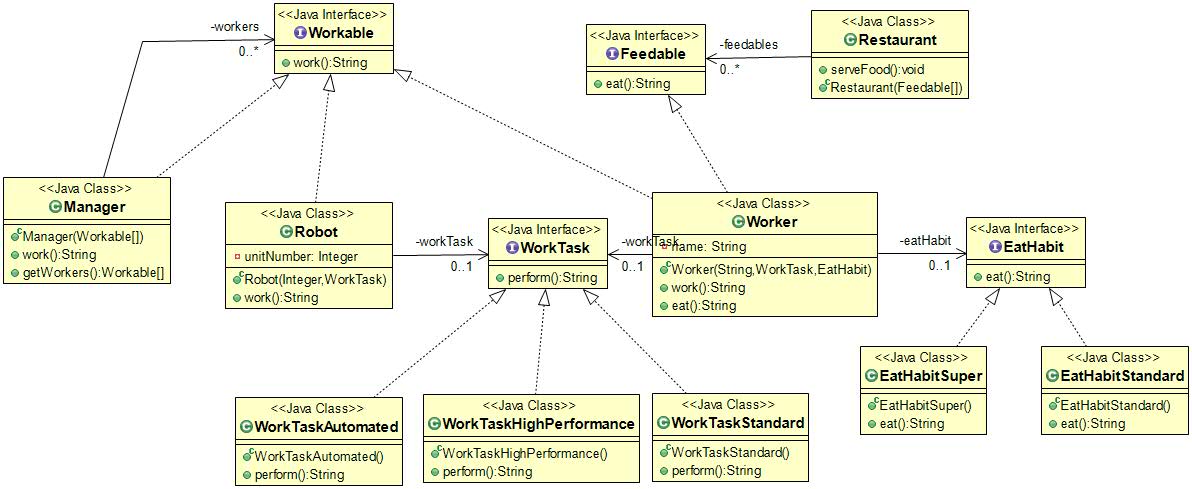 <<Java Interface>>
Workable
work():String
-workers
0..*
<<Java Interface>>
Feedable
eat():String
-feedables
0..*
<<Java Class>>
Restaurant
serveFood():void
Restaurant(Feedable[])
<<Java Class>>
Manager
Manager(Workable[])
work():String
getWorkers():Workable[]
<<Java Class>>
Robot
unitNumber: Integer
Robot(Integer,WorkTask)
work():String
-workTask
0..1
<<Java Interface>>
WorkTask
perform():String
-workTask
0..1
<<Java Class>>
Worker
name: String
Worker(String,WorkTask,EatHabit)
work():String
eat():String
-eatHabit
0..1
<<Java Interface>>
EatHabit
eat():String
<<Java Class>>
WorkTaskAutomated
WorkTaskAutomated()
perform():String
<<Java Class>>
WorkTaskHighPerformance
WorkTaskHighPerformance()
perform():String
<<Java Class>>
WorkTaskStandard
WorkTaskStandard()
perform():String
<<Java Class>>
EatHabitSuper
EatHabitSuper()
eat():String
<<Java Class>>
EatHabitStandard
EatHabitStandard()
eat():String